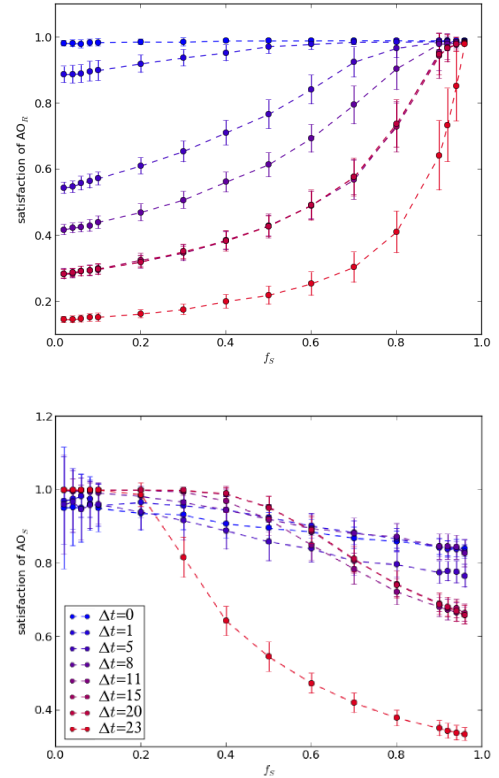 1.0
0.8
0.6
0.4
0.2
satisfaction of AO_R
0.0 0.2 0.4 0.6 0.8 1.0
f_S
1.2
1.0
0.8
0.6
0.4
satisfaction of AO_S
Δt=0
Δt=1
Δt=5
Δt=8
Δt=11
Δt=15
Δt=20
Δt=23
0.0 0.2 0.4 0.6 0.8 1.0
f_S